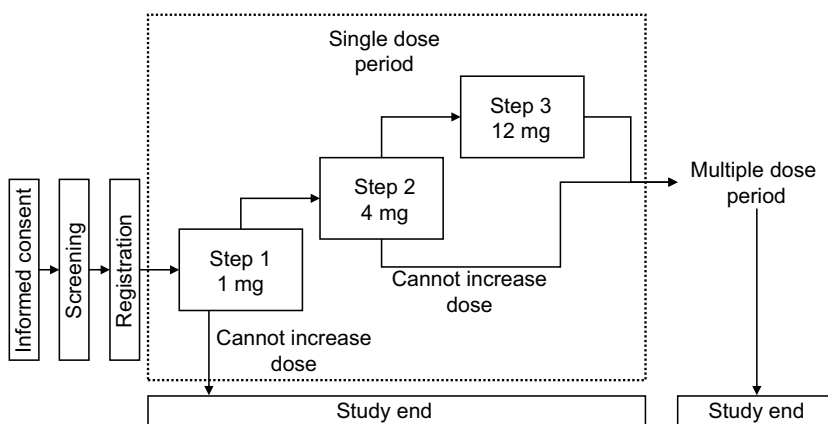 Single dose
period
Step 3
12 mg
Step 2
4 mg
Multiple dose
period
Informed consent
Screening
Registration
Step 1
1 mg
Cannot increase
dose
Cannot increase
dose
Study end
Study end